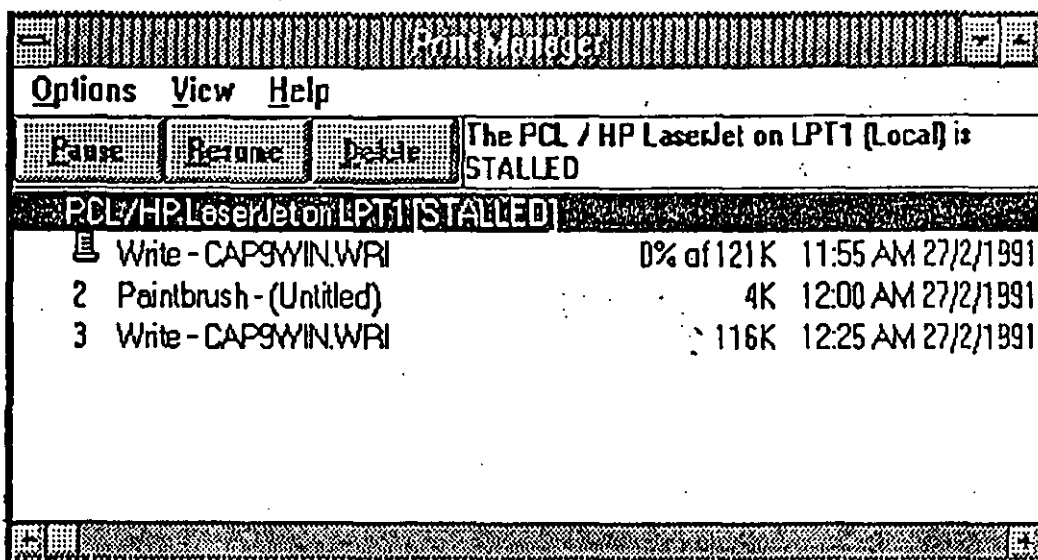 Print Manager
Options View Help
Pause Resume Delete
The PCL / HP LaserJet on LPT1 (Local) is
STALLED
PCL / HP LaserJet on LPT1 [STALLED]
Write - CAP9WIN.WRI 0% of 121K 11:55 AM 27/2/1991
2 Paintbrush - (Untitled) 4K 12:00 AM 27/2/1991
3 Write - CAP9WIN.WRI 116K 12:25 AM 27/2/1991